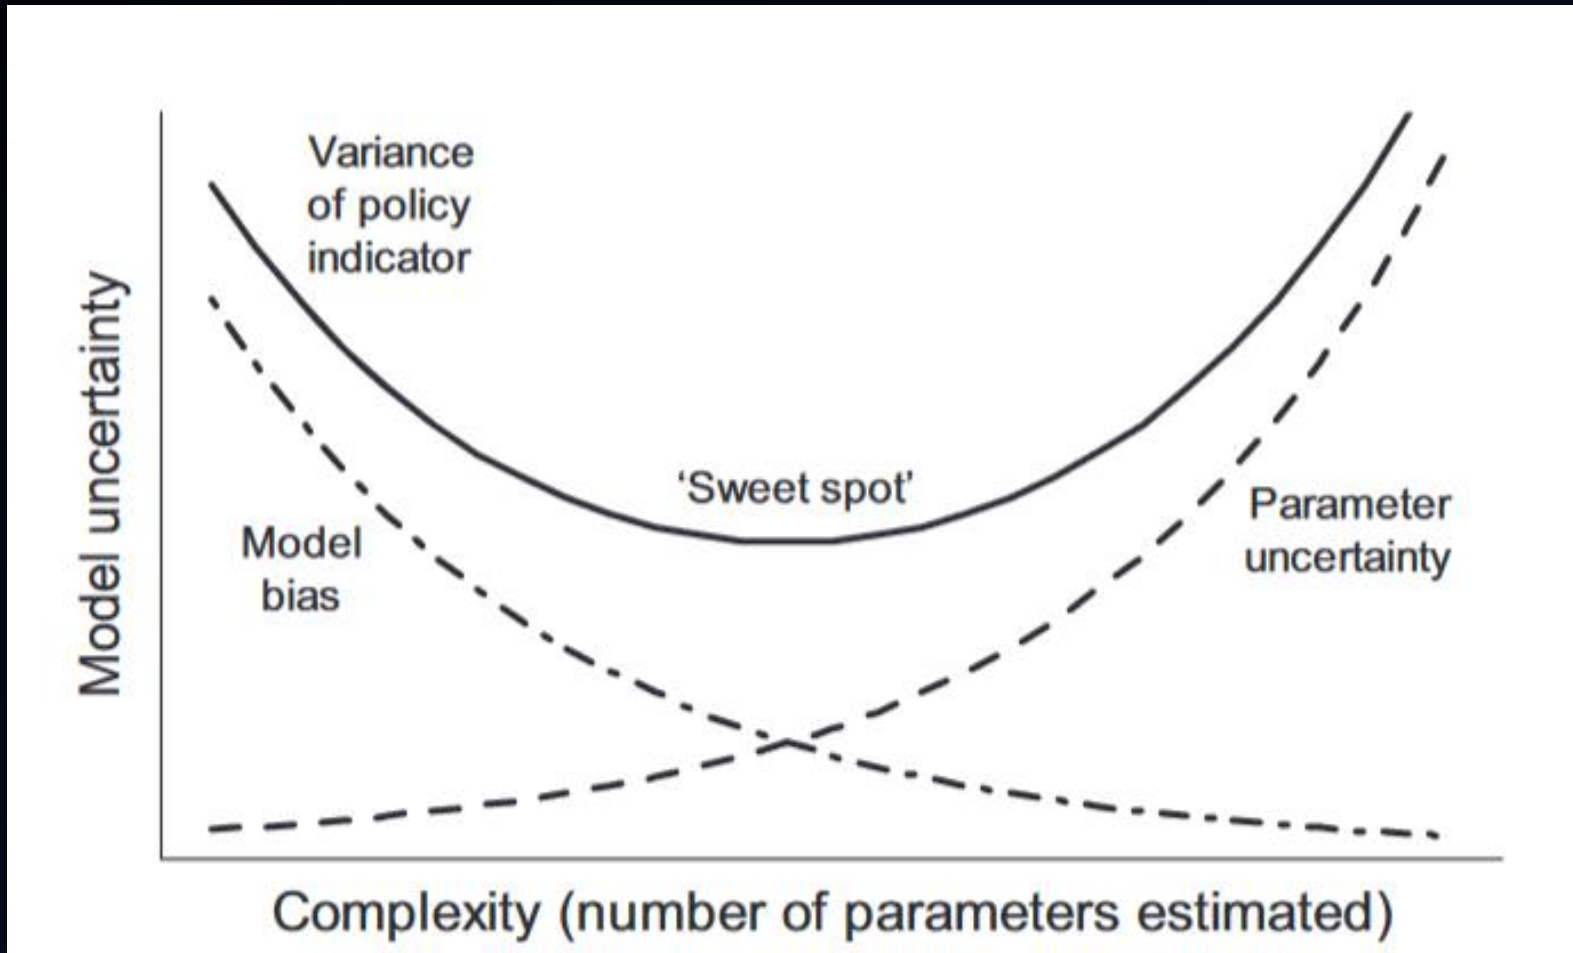 Variance
of policy
indicator
‘Sweet spot’
Model
bias
Parameter
uncertainty
Model uncertainty
Complexity (number of parameters estimated)